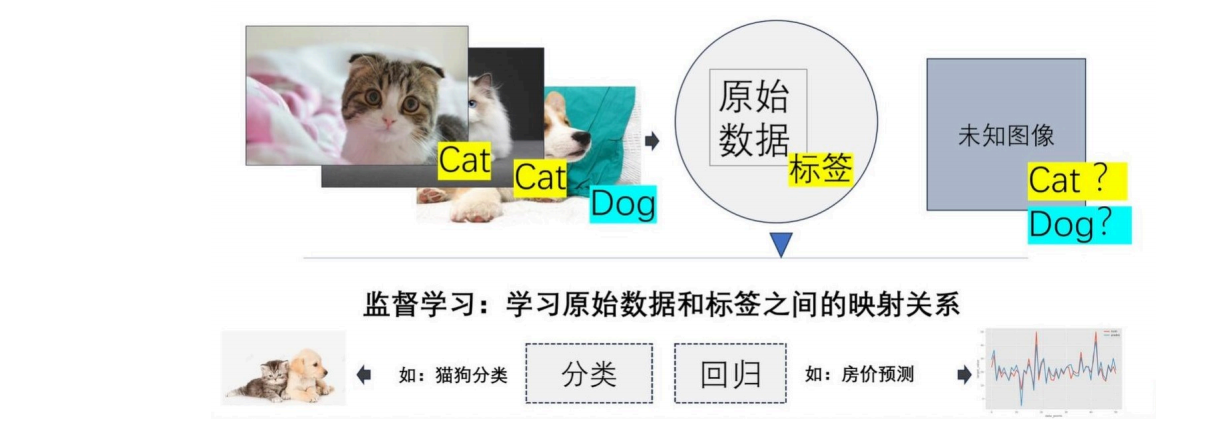 Cat
Cat
Dog
原始
数据
标签
未知图像
Cat ?
Dog?
监督学习：学习原始数据和标签之间的映射关系
如：猫狗分类
分类
回归
如：房价预测